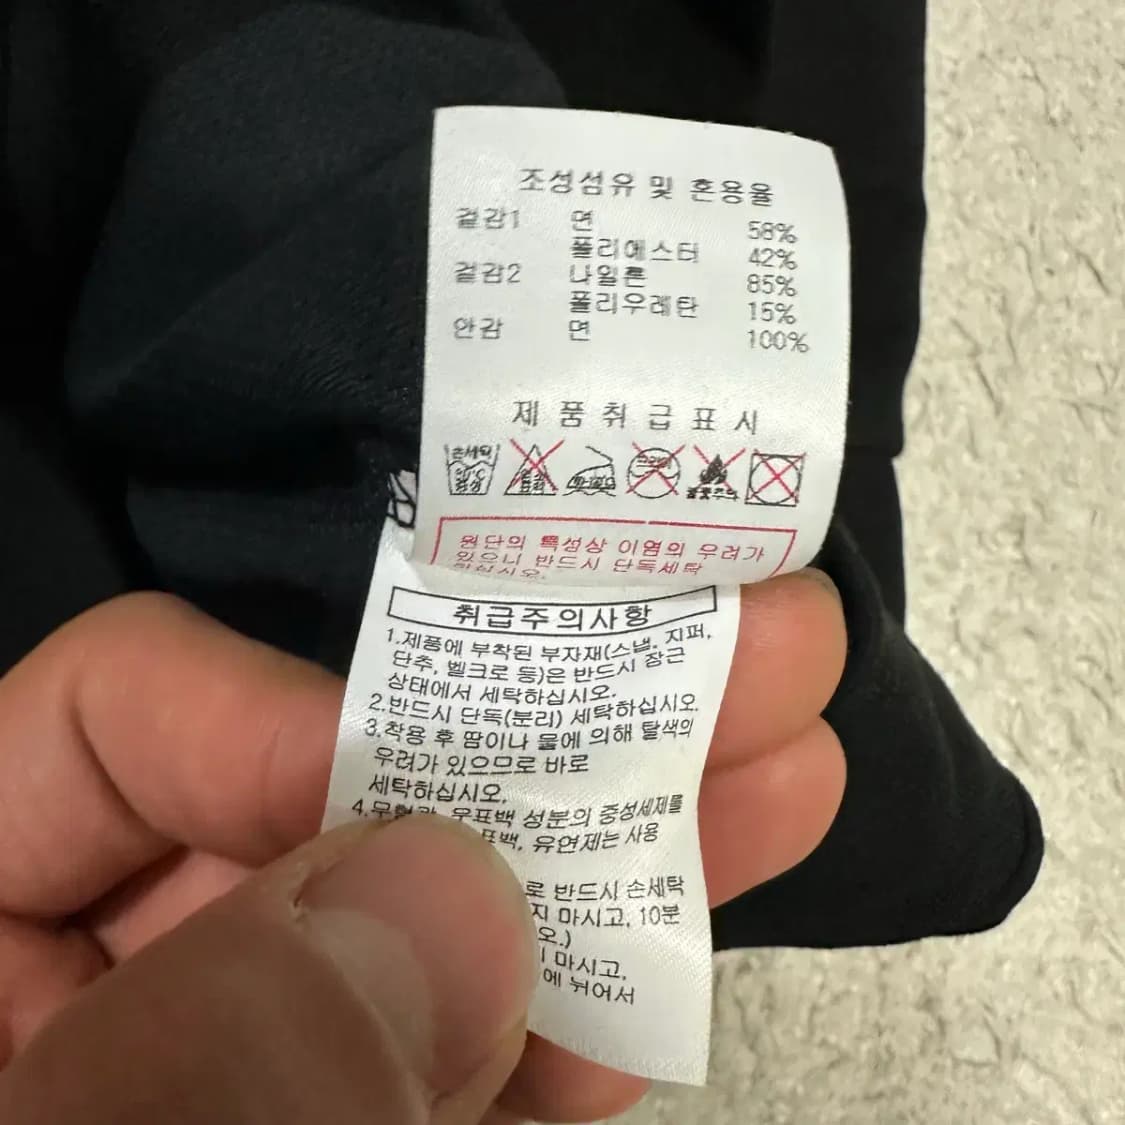 조성섬유 및 혼용율
겉감1 면 58%
폴리에스터 42%
겉감2 나일론 85%
폴리우레탄 15%
안감 면 100%
제품취급표시
손세탁
원단의 특성상 이염의 우려가
있으니 반드시 단독세탁
하십시오.
취급주의사항
1.제품에 부착된 부자재(스냅, 지퍼,
단추, 벨크로 등)은 반드시 잠근
상태에서 세탁하십시오.
2.반드시 단독(분리) 세탁하십시오.
3.착용 후 땀이나 물에 의해 탈색의
우려가 있으므로 바로
세탁하십시오.
4.무형광, 무표백 성분의 중성세제를
표백, 유연제는 사용
로 반드시 손세탁
지 마시고, 10분
오.)
마시고,
에 뉘어서